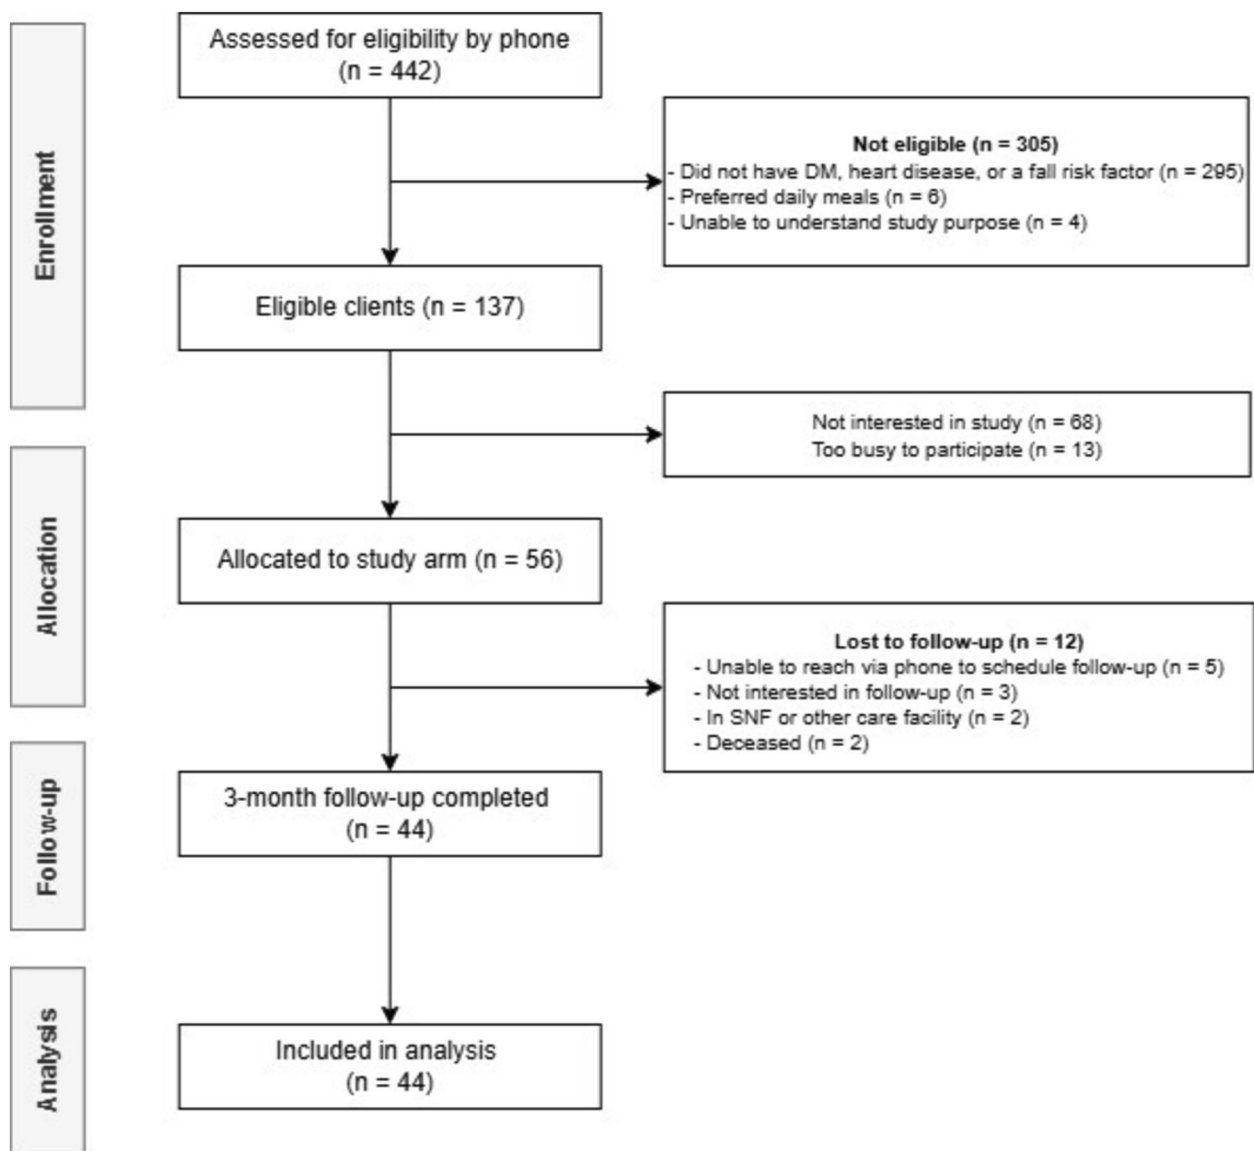 Enrollment
Assessed for eligibility by phone
(n = 442)
Not eligible (n = 305)
- Did not have DM, heart disease, or a fall risk factor (n = 295)
- Preferred daily meals (n = 6)
- Unable to understand study purpose (n = 4)
Eligible clients (n = 137)
Not interested in study (n = 68)
Too busy to participate (n = 13)
Allocation
Allocated to study arm (n = 56)
Lost to follow-up (n = 12)
- Unable to reach via phone to schedule follow-up (n = 5)
- Not interested in follow-up (n = 3)
- In SNF or other care facility (n = 2)
- Deceased (n = 2)
Follow-up
3-month follow-up completed
(n = 44)
Analysis
Included in analysis
(n = 44)